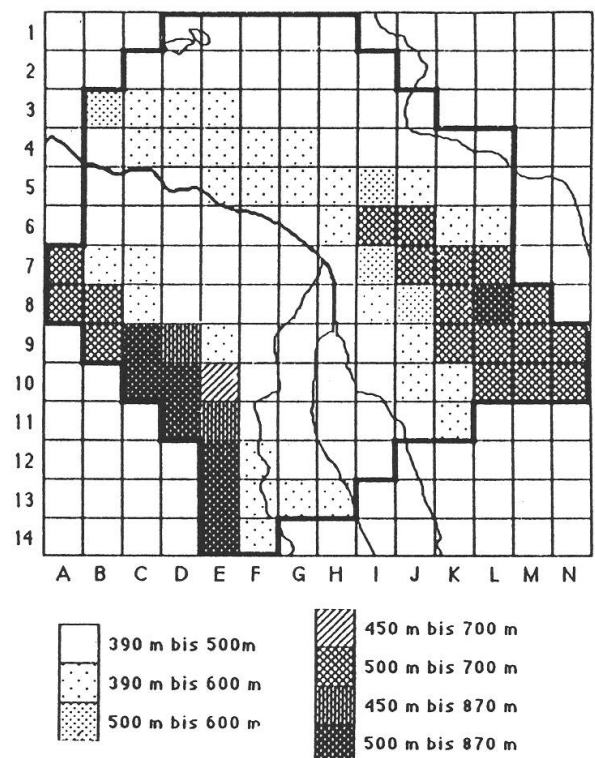 1
2
3
4
5
6
7
8
9
10
11
12
13
14
A B C D E F G H I J K L M N
390 m bis 500m
390 m bis 600 m
500 m bis 600 m
450 m bis 700 m
500 m bis 700 m
450 m bis 870 m
500 m bis 870 m